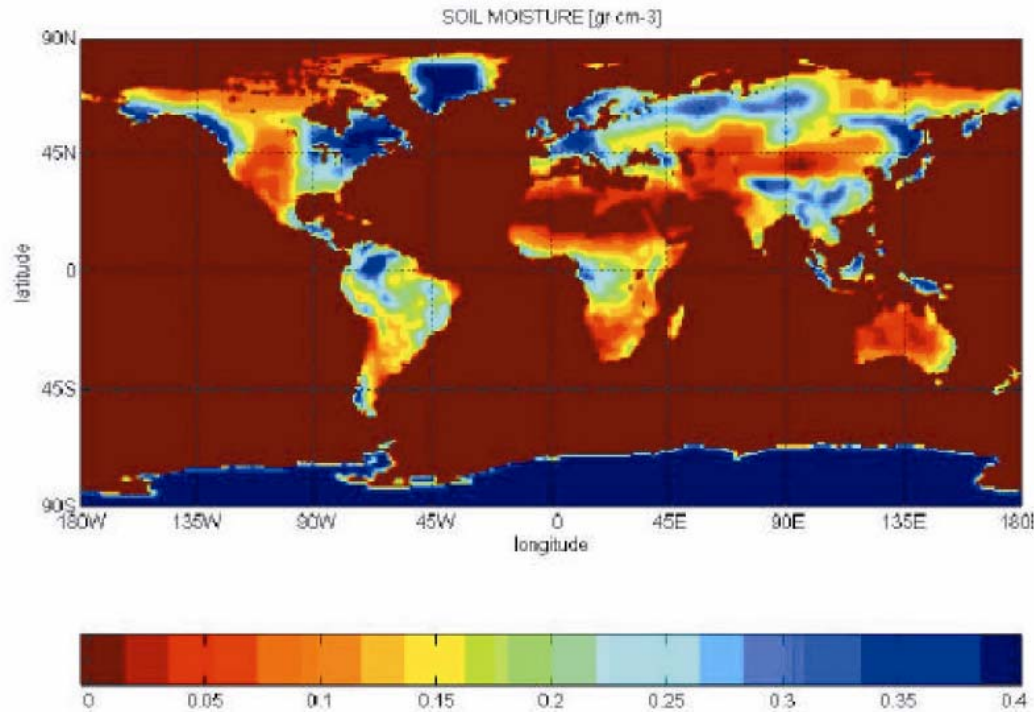 SOIL MOISTURE [gr cm-3]
90N
45N
0
45S
90S
latitude
180W 135W 90W 45W 0 45E 90E 135E 180E
longitude
0 0.05 0.1 0.15 0.2 0.25 0.3 0.35 0.4